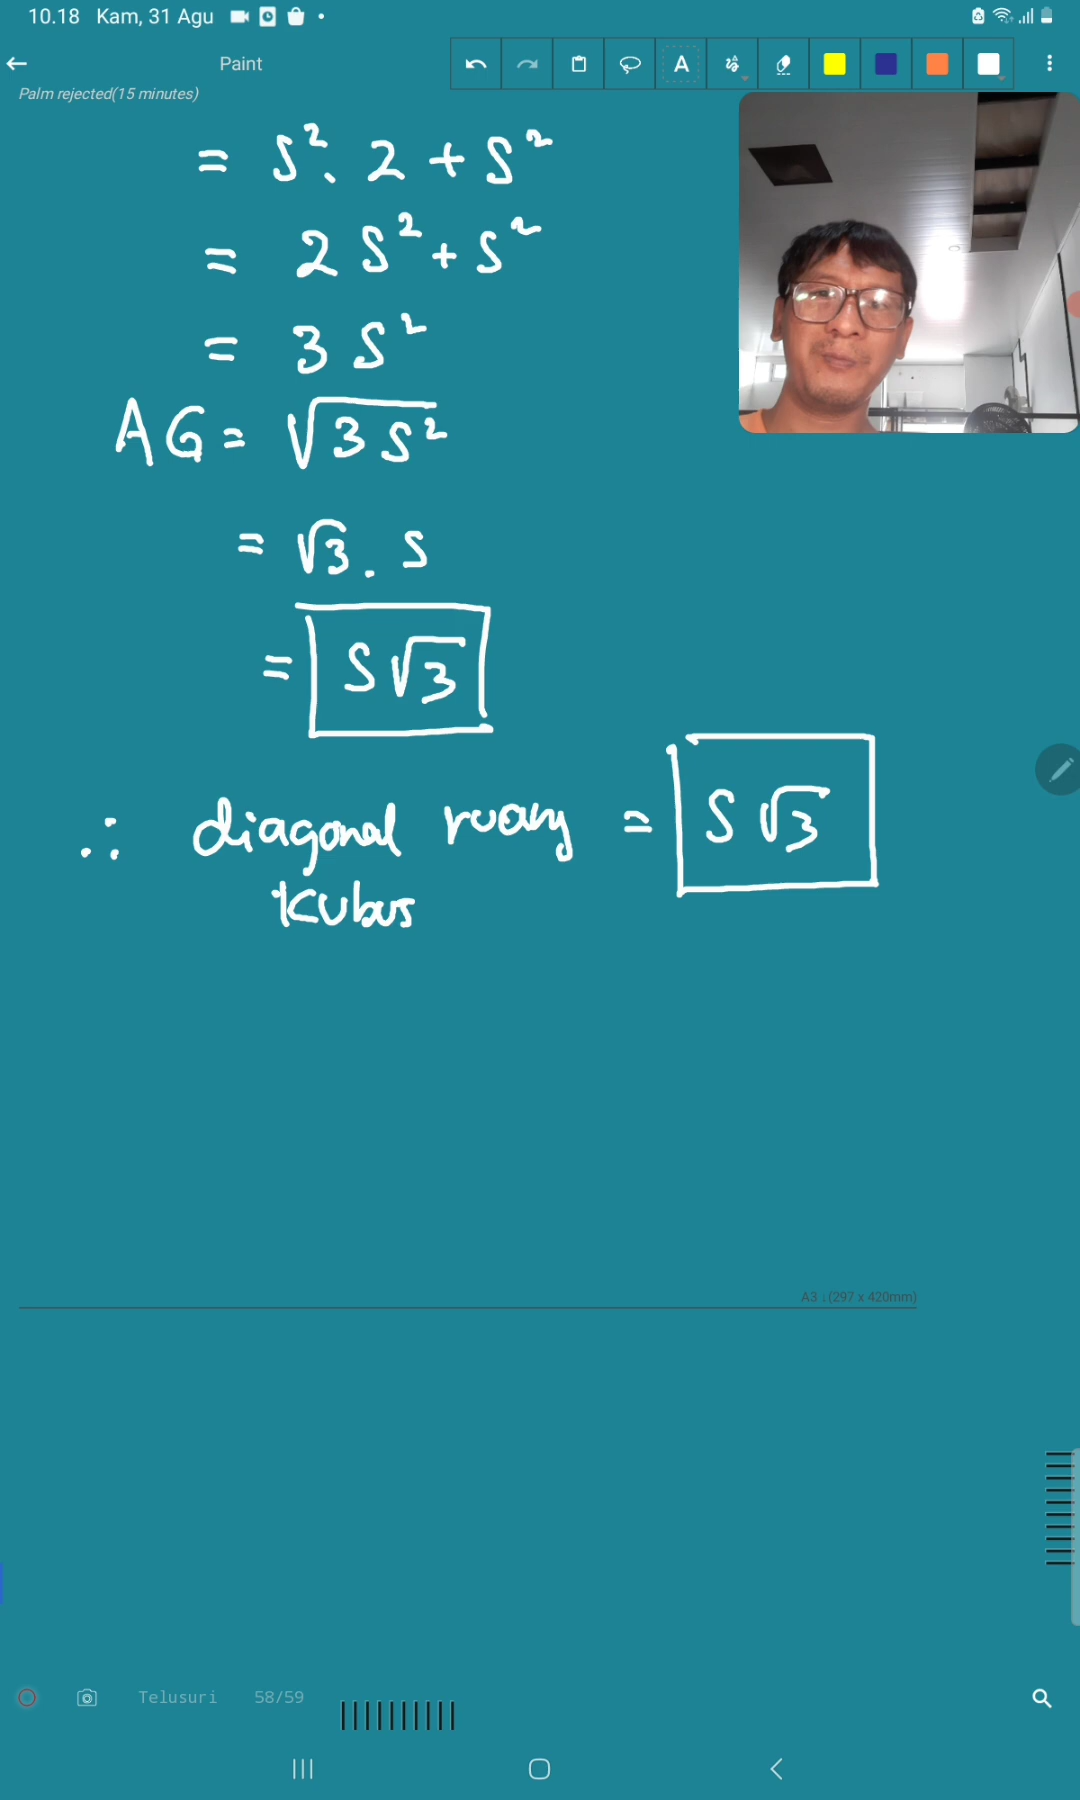 10.18 Kam, 31 Agu
Paint
A
Palm rejected(15 minutes)
= S². 2 + S²
= 2 S² + S²
= 3 S²
AG = √3 S²
= √3 . s
= S√3
∴ diagonal ruang = S√3
Kubus
A3 ↓(297 x 420mm)
Telusuri 58/59